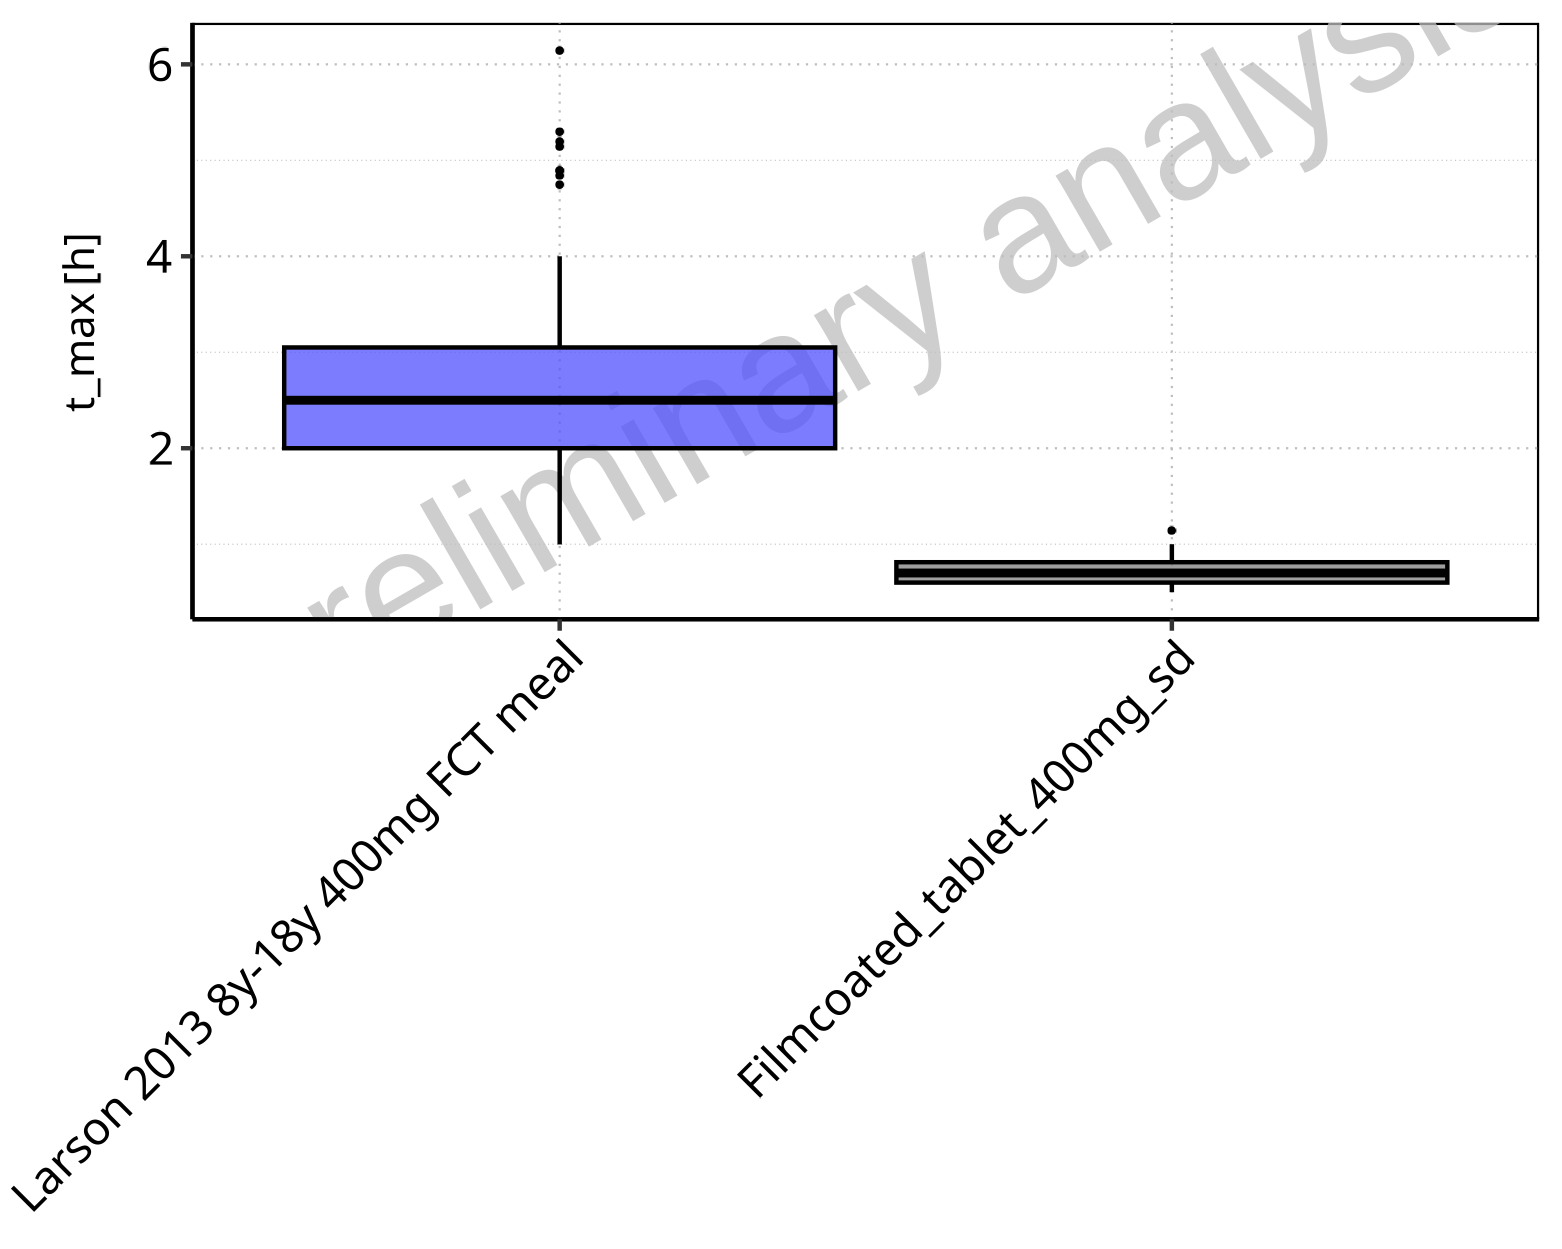 6
4
2
t_max [h]
reliminary analysis
Larson 2013 8y-18y 400mg FCT meal
Filmcoated_tablet_400mg_sd